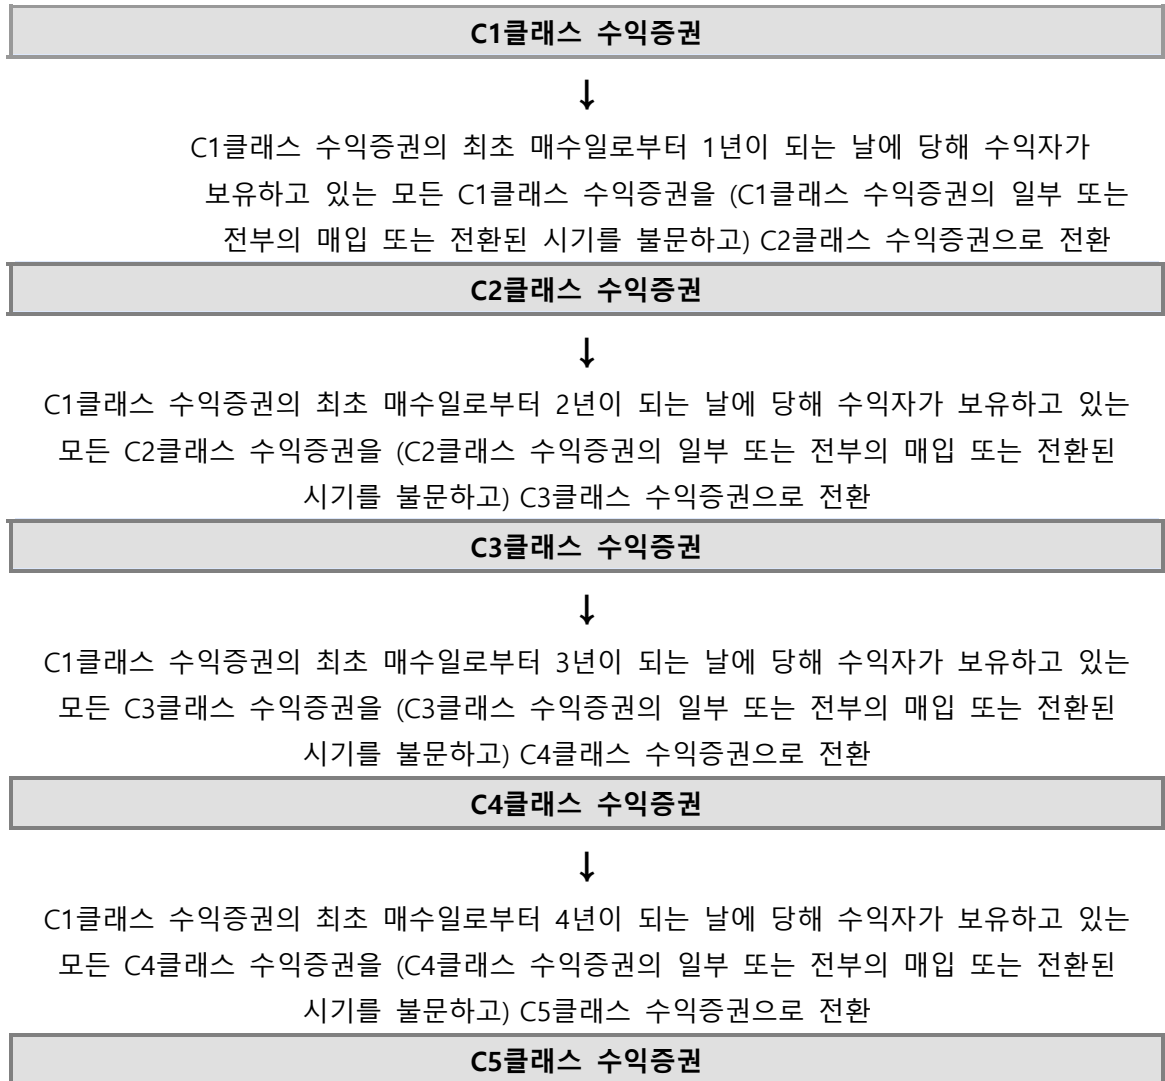 C1클래스 수익증권
↓
C1클래스 수익증권의 최초 매수일로부터 1년이 되는 날에 당해 수익자가
보유하고 있는 모든 C1클래스 수익증권을 (C1클래스 수익증권의 일부 또는
전부의 매입 또는 전환된 시기를 불문하고) C2클래스 수익증권으로 전환
C2클래스 수익증권
↓
C1클래스 수익증권의 최초 매수일로부터 2년이 되는 날에 당해 수익자가 보유하고 있는
모든 C2클래스 수익증권을 (C2클래스 수익증권의 일부 또는 전부의 매입 또는 전환된
시기를 불문하고) C3클래스 수익증권으로 전환
C3클래스 수익증권
↓
C1클래스 수익증권의 최초 매수일로부터 3년이 되는 날에 당해 수익자가 보유하고 있는
모든 C3클래스 수익증권을 (C3클래스 수익증권의 일부 또는 전부의 매입 또는 전환된
시기를 불문하고) C4클래스 수익증권으로 전환
C4클래스 수익증권
↓
C1클래스 수익증권의 최초 매수일로부터 4년이 되는 날에 당해 수익자가 보유하고 있는
모든 C4클래스 수익증권을 (C4클래스 수익증권의 일부 또는 전부의 매입 또는 전환된
시기를 불문하고) C5클래스 수익증권으로 전환
C5클래스 수익증권